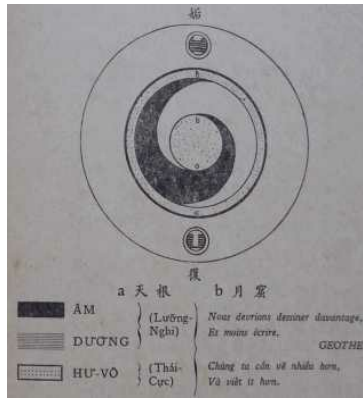 姤
b
b
a
a
復
a 天 根 b 月 窟
ÂM
DƯƠNG
(Lưỡng-
Nghi)
HƯ-VÔ
(Thái-
Cực)
Nous devrions dessiner davantage,
Et moins écrire.
GEOTHE
Chúng ta cần vẽ nhiều hơn,
Và viết ít hơn.